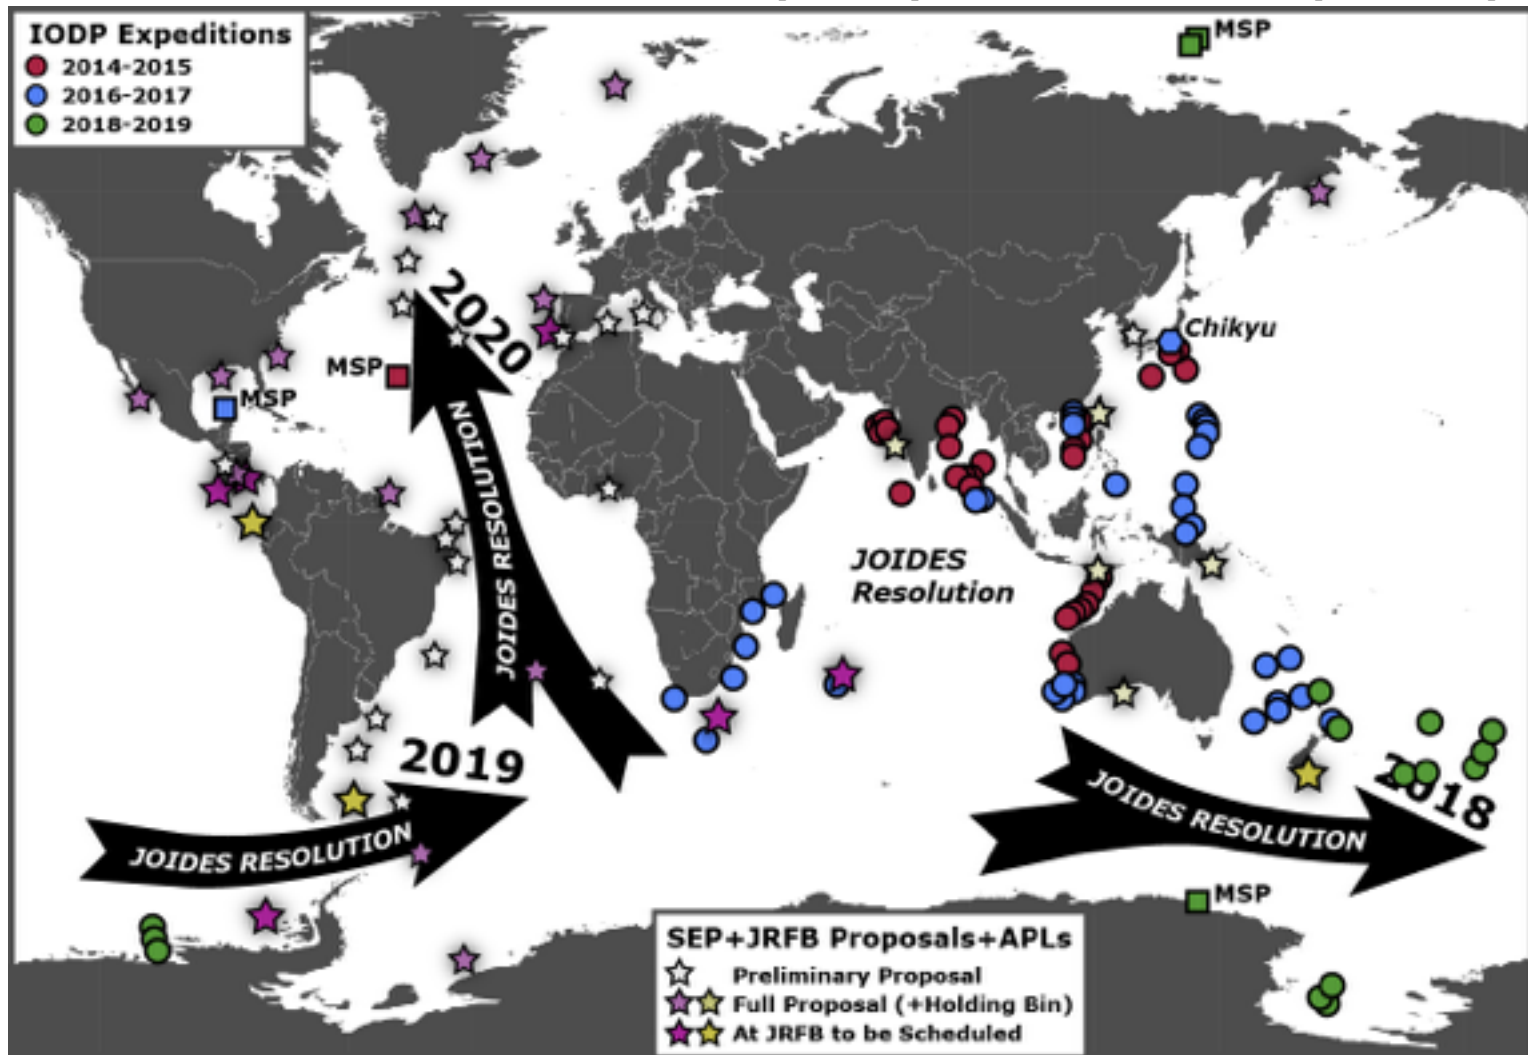 IODP Expeditions
2014-2015
2016-2017
2018-2019
MSP
2020
Chikyu
MSP
MSP
JOIDES RESOLUTION
JOIDES
Resolution
JOIDES RESOLUTION
2019
2018
JOIDES RESOLUTION
MSP
SEP+JRFB Proposals+APLs
Preliminary Proposal
Full Proposal (+Holding Bin)
At JRFB to be Scheduled